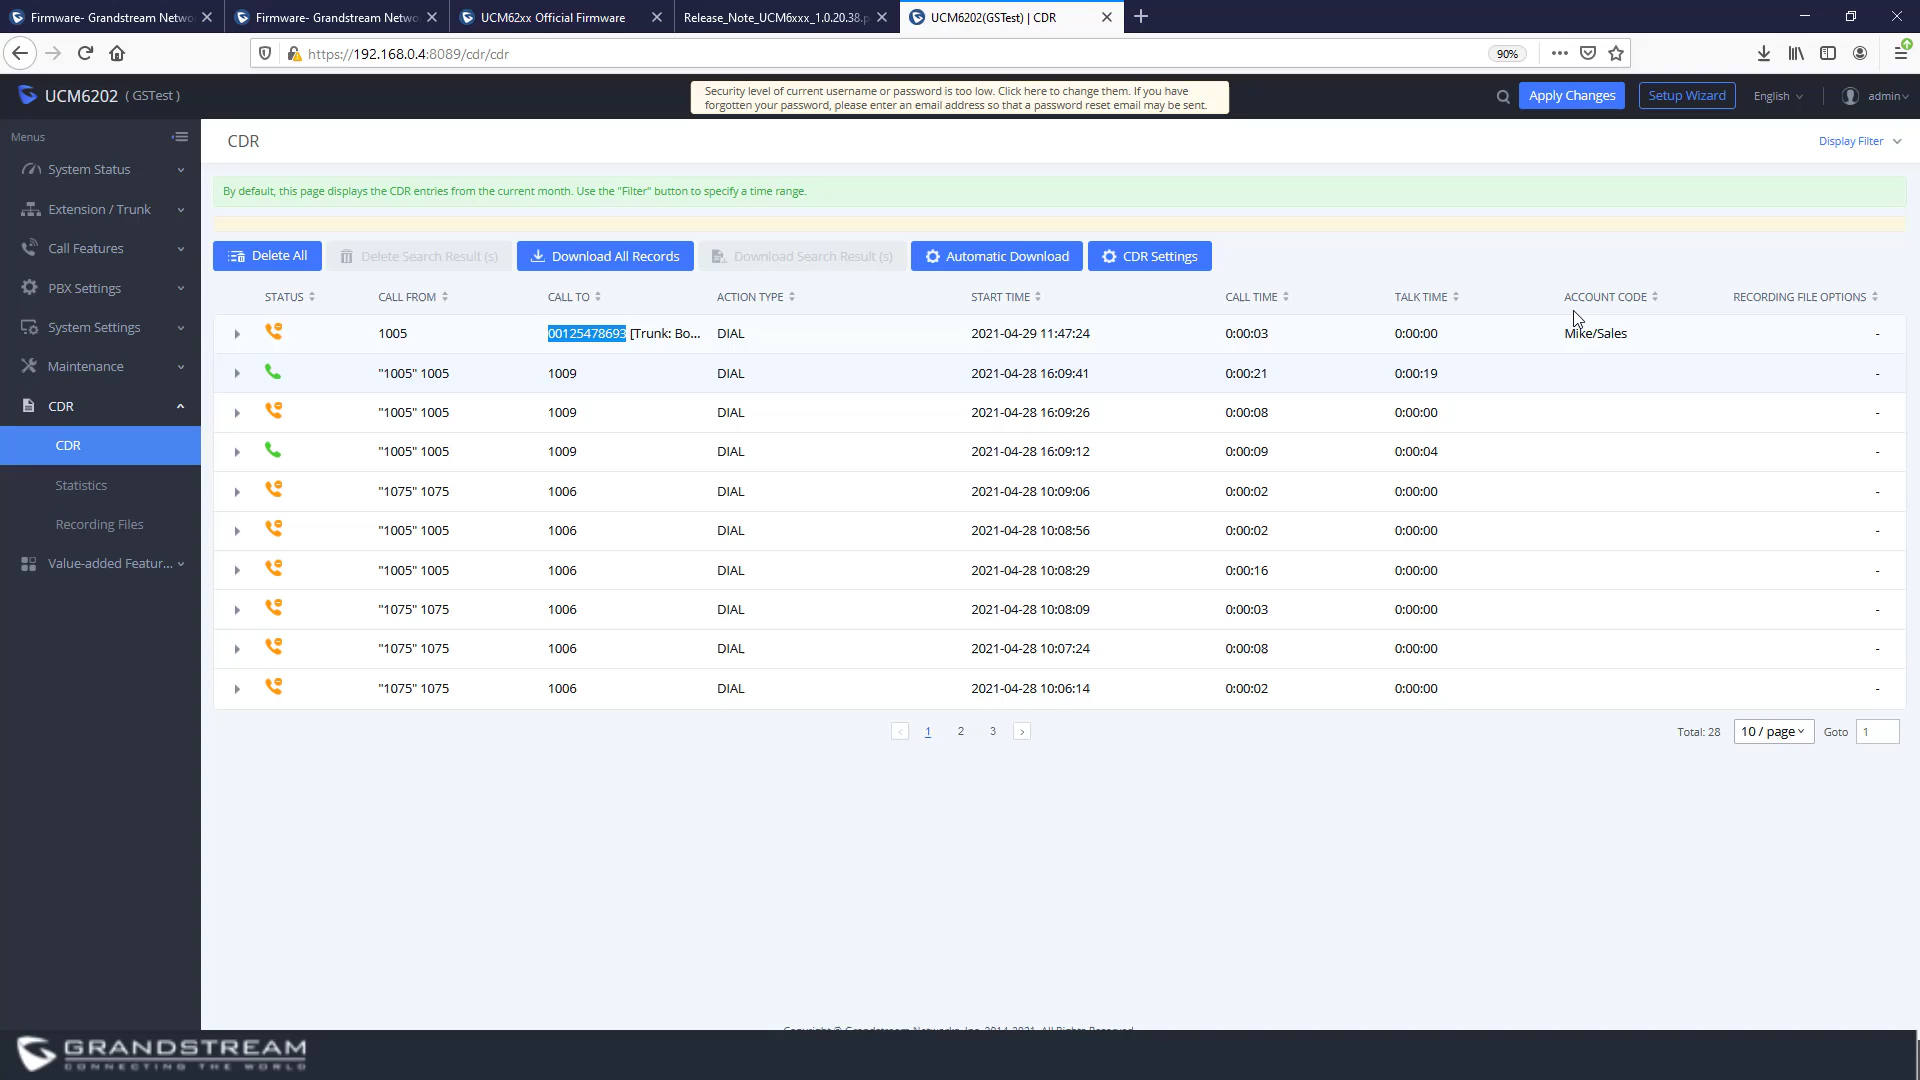 Firmware- Grandstream Netwo
Firmware- Grandstream Netwo
UCM62xx Official Firmware
Release_Note_UCM6xxx_1.0.20.38.p
UCM6202(GSTest) | CDR
https://192.168.0.4:8089/cdr/cdr
90%
UCM6202 ( GSTest )
Security level of current username or password is too low. Click here to change them. If you have
forgotten your password, please enter an email address so that a password reset email may be sent.
Apply Changes
Setup Wizard
English
admin
Menus
System Status
Extension / Trunk
Call Features
PBX Settings
System Settings
Maintenance
CDR
CDR
Statistics
Recording Files
Value-added Featur...
CDR
Display Filter
By default, this page displays the CDR entries from the current month. Use the "Filter" button to specify a time range.
Delete All
Delete Search Result (s)
Download All Records
Download Search Result (s)
Automatic Download
CDR Settings
STATUS CALL FROM CALL TO ACTION TYPE START TIME CALL TIME TALK TIME ACCOUNT CODE RECORDING FILE OPTIONS
1005 00125478693 [Trunk: Bo... DIAL 2021-04-29 11:47:24 0:00:03 0:00:00 Mike/Sales -
"1005" 1005 1009 DIAL 2021-04-28 16:09:41 0:00:21 0:00:19 -
"1005" 1005 1009 DIAL 2021-04-28 16:09:26 0:00:08 0:00:00 -
"1005" 1005 1009 DIAL 2021-04-28 16:09:12 0:00:09 0:00:04 -
"1075" 1075 1006 DIAL 2021-04-28 10:09:06 0:00:02 0:00:00 -
"1005" 1005 1006 DIAL 2021-04-28 10:08:56 0:00:02 0:00:00 -
"1005" 1005 1006 DIAL 2021-04-28 10:08:29 0:00:16 0:00:00 -
"1075" 1075 1006 DIAL 2021-04-28 10:08:09 0:00:03 0:00:00 -
"1075" 1075 1006 DIAL 2021-04-28 10:07:24 0:00:08 0:00:00 -
"1075" 1075 1006 DIAL 2021-04-28 10:06:14 0:00:02 0:00:00 -
< 1 2 3 >
Total: 28 10 / page Goto 1
Copyright © Grandstream Networks, Inc. 2014-2021. All Rights Reserved.
GRANDSTREAM
CONNECTING THE WORLD